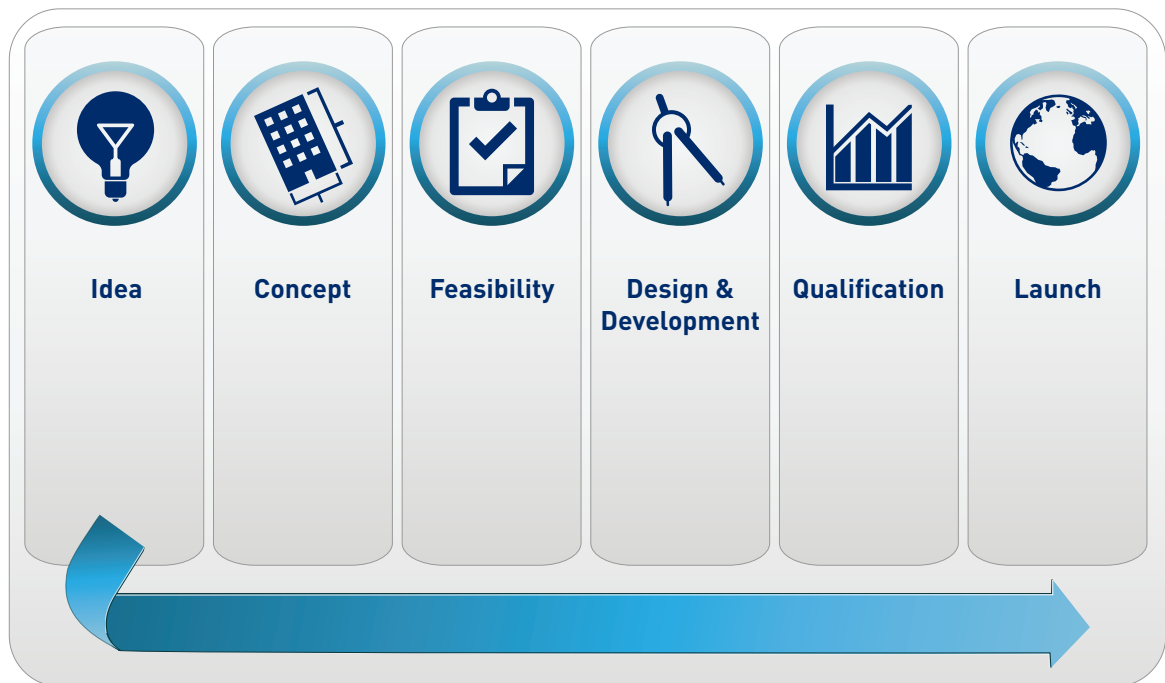 Idea
Concept
Feasibility
Design &
Development
Qualification
Launch